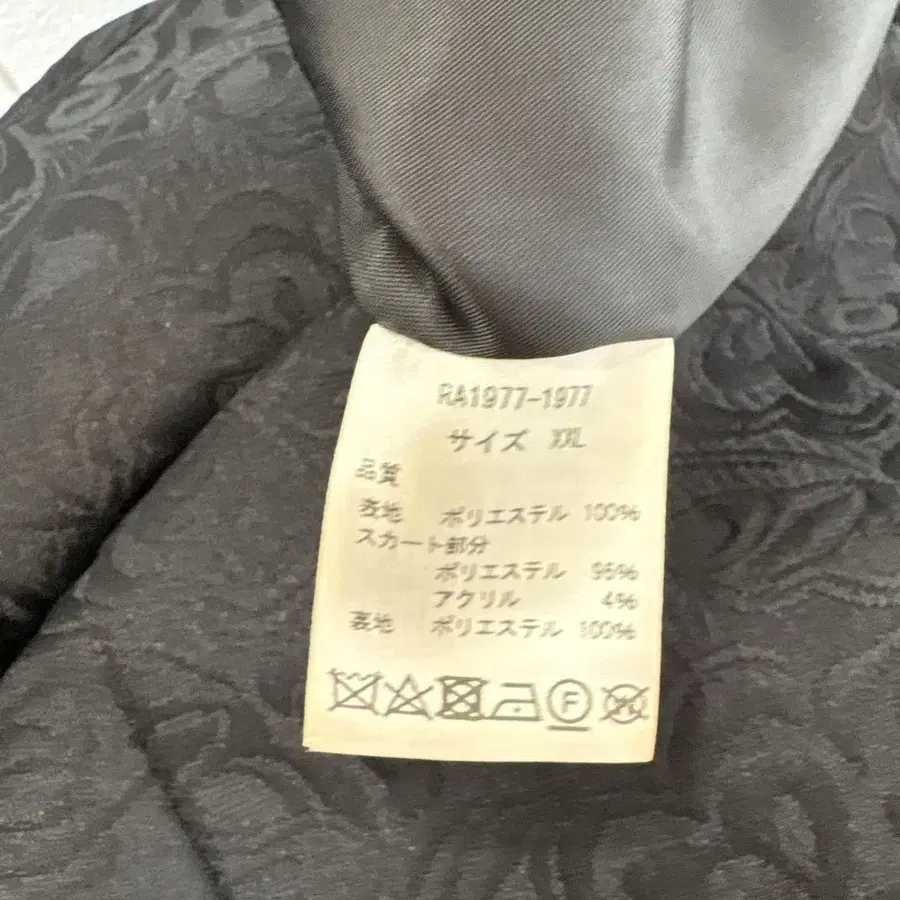 RA1977-1977
サイズ XXL
品質
表地 ポリエステル 100%
スカート部分
ポリエステル 96%
アクリル 4%
裏地 ポリエステル 100%
F